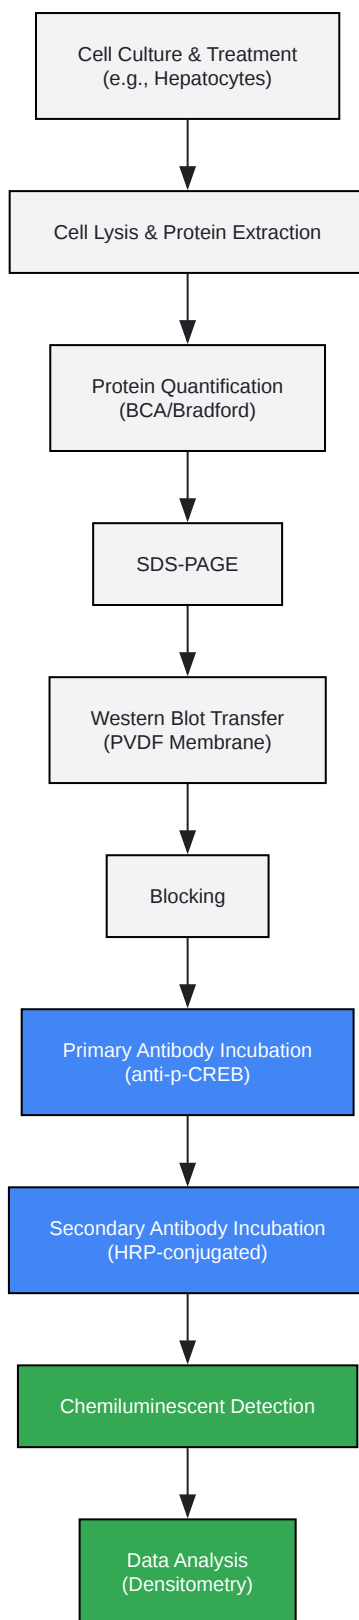 Cell Culture & Treatment
(e.g., Hepatocytes)
Cell Lysis & Protein Extraction
Protein Quantification
(BCA/Bradford)
SDS-PAGE
Western Blot Transfer
(PVDF Membrane)
Blocking
Primary Antibody Incubation
(anti-p-CREB)
Secondary Antibody Incubation
(HRP-conjugated)
Chemiluminescent Detection
Data Analysis
(Densitometry)